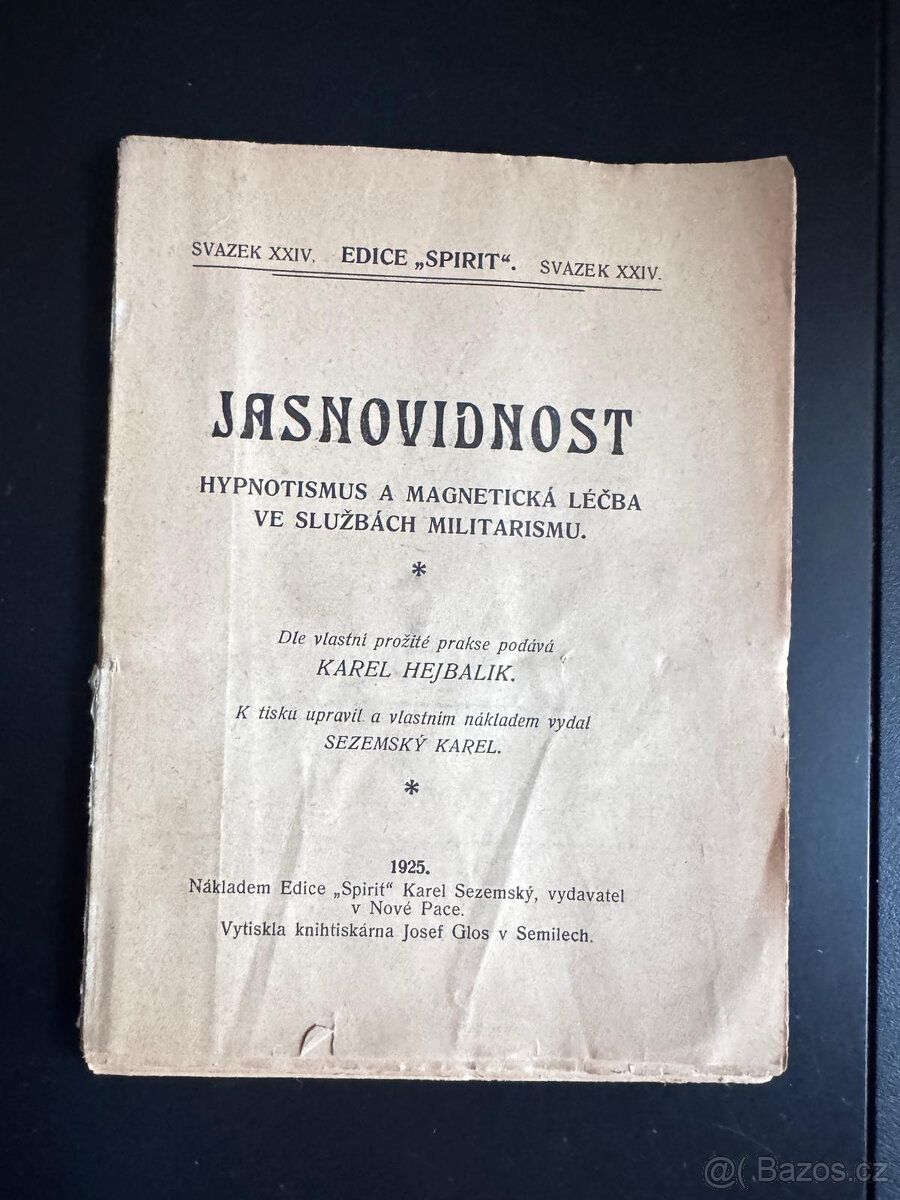 SVAZEK XXIV. EDICE „SPIRIT“. SVAZEK XXIV.
JASNOVIDNOST
HYPNOTISMUS A MAGNETICKÁ LÉČBA
VE SLUŽBÁCH MILITARISMU.
*
Dle vlastní prožité prakse podává
KAREL HEJBALIK.
K tisku upravil a vlastním nákladem vydal
SEZEMSKÝ KAREL.
*
1925.
Nákladem Edice „Spirit“ Karel Sezemský, vydavatel
v Nové Pace.
Vytiskla knihtiskárna Josef Glos v Semilech.
@( Bazos.cz